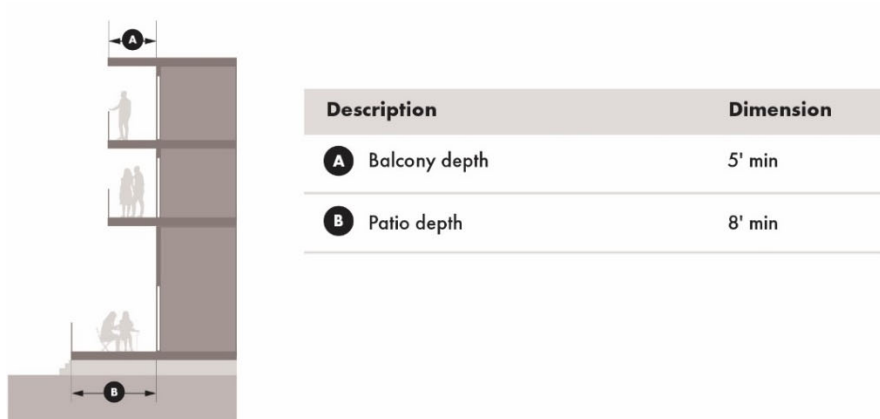 A
Description Dimension
A Balcony depth 5' min
B Patio depth 8' min
B